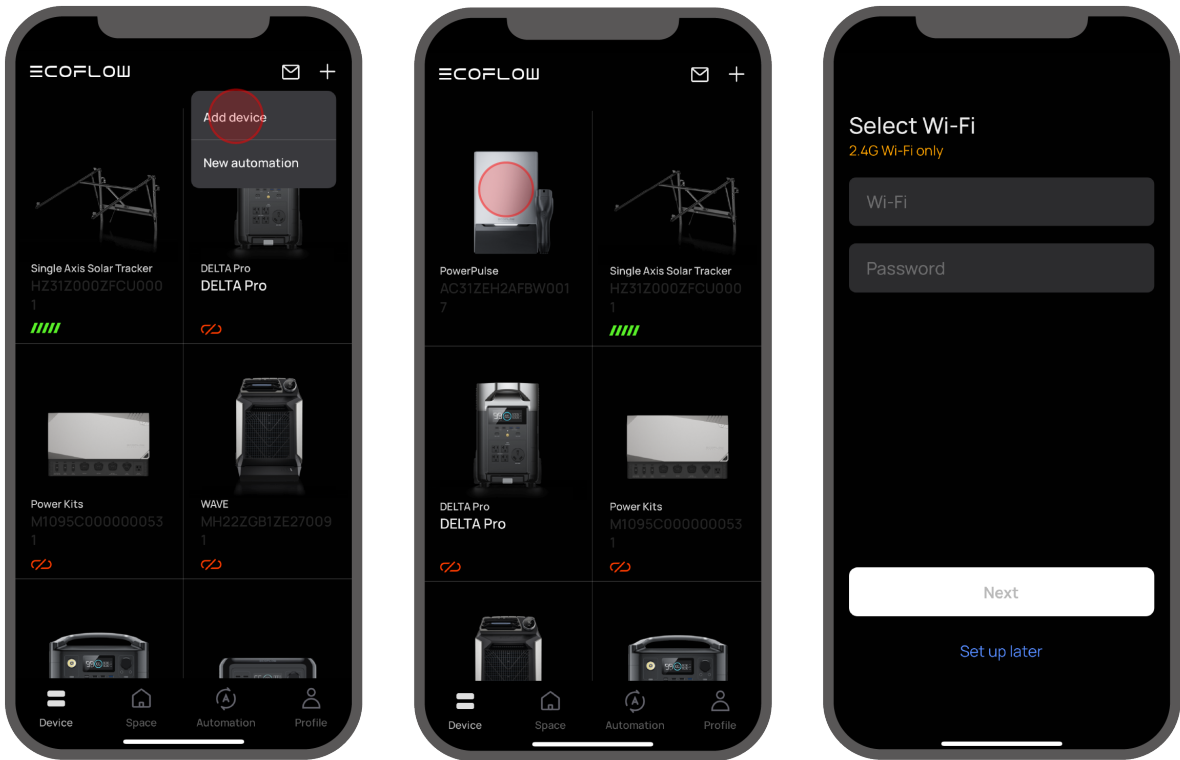 ECOFLOW
Add device
New automation
Single Axis Solar Tracker
HZ31Z000ZFCU000
1
DELTA Pro
DELTA Pro
Power Kits
M1095C000000053
1
WAVE
MH22ZGB1ZE27009
1
Device
Space
Automation
Profile
ECOFLOW
PowerPulse
AC31ZEH2AFBW001
7
Single Axis Solar Tracker
HZ31Z000ZFCU000
1
DELTA Pro
DELTA Pro
Power Kits
M1095C000000053
1
Device
Space
Automation
Profile
Select Wi-Fi
2.4G Wi-Fi only
Wi-Fi
Password
Next
Set up later